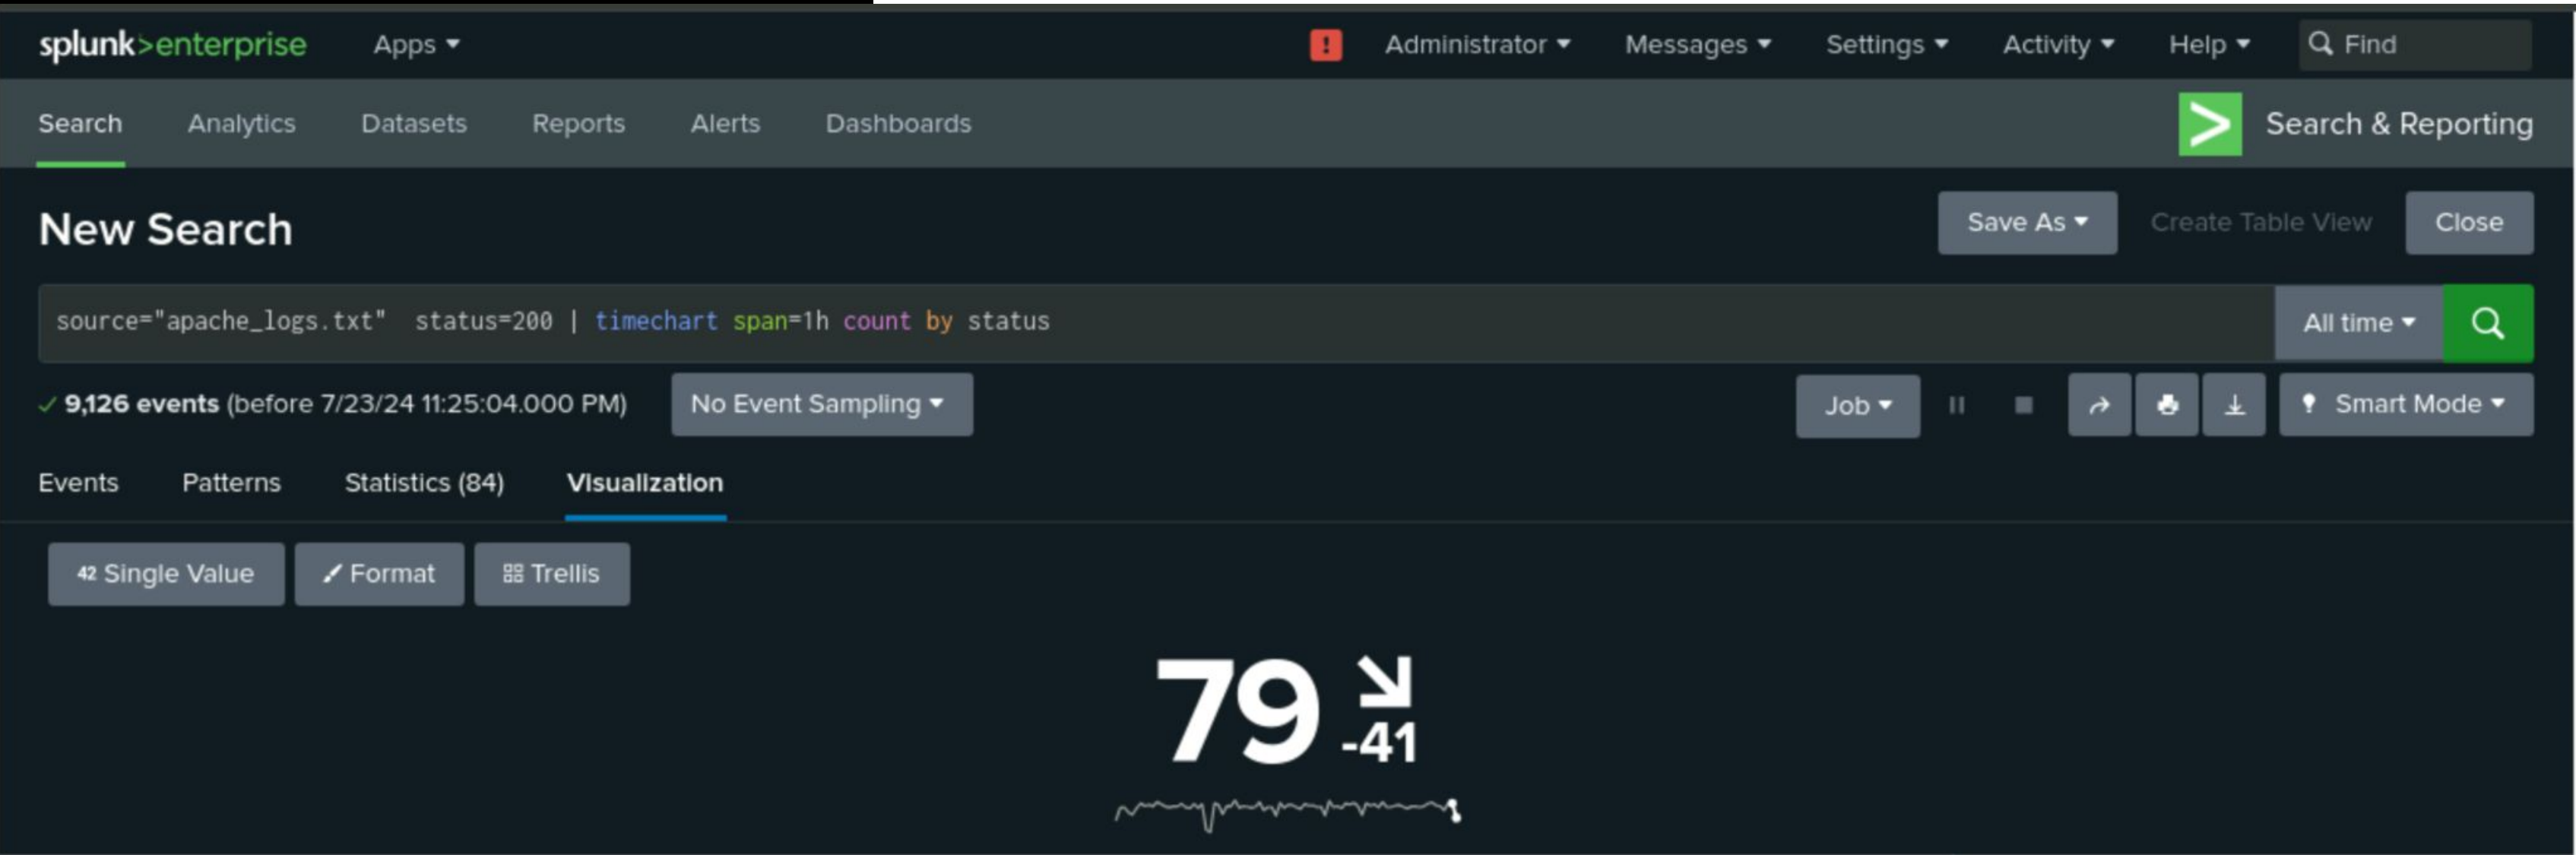 splunk>enterprise Apps ! Administrator Messages Settings Activity Help Find
Search Analytics Datasets Reports Alerts Dashboards > Search & Reporting
New Search Save As Create Table View Close
source="apache_logs.txt"  status=200 | timechart span=1h count by status All time
✓ 9,126 events (before 7/23/24 11:25:04.000 PM) No Event Sampling Job Smart Mode
Events Patterns Statistics (84) Visualization
42 Single Value Format Trellis
79
-41